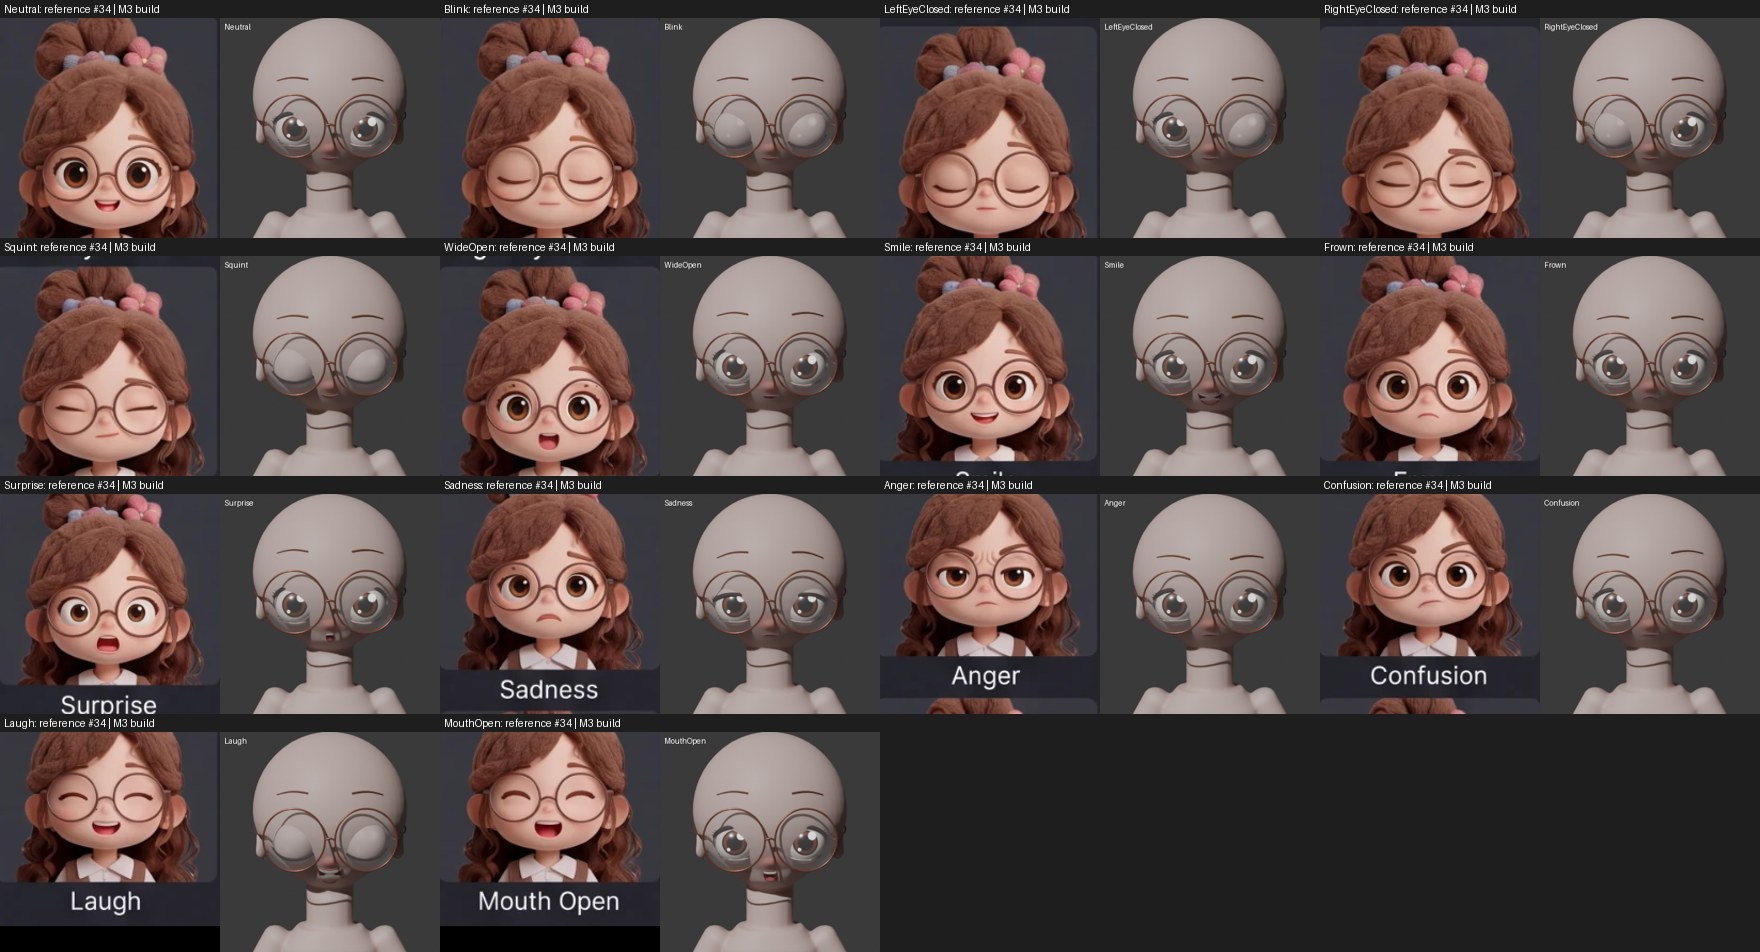 Neutral: reference #34 | M3 build
Neutral
Blink: reference #34 | M3 build
Blink
LeftEyeClosed: reference #34 | M3 build
LeftEyeClosed
RightEyeClosed: reference #34 | M3 build
RightEyeClosed
Squint: reference #34 | M3 build
Squint
WideOpen: reference #34 | M3 build
WideOpen
Smile: reference #34 | M3 build
Smile
Frown: reference #34 | M3 build
Frown
Surprise: reference #34 | M3 build
Surprise
Surprise
Sadness: reference #34 | M3 build
Sadness
Sadness
Anger: reference #34 | M3 build
Anger
Anger
Confusion: reference #34 | M3 build
Confusion
Confusion
Laugh: reference #34 | M3 build
Laugh
Laugh
MouthOpen: reference #34 | M3 build
MouthOpen
Mouth Open